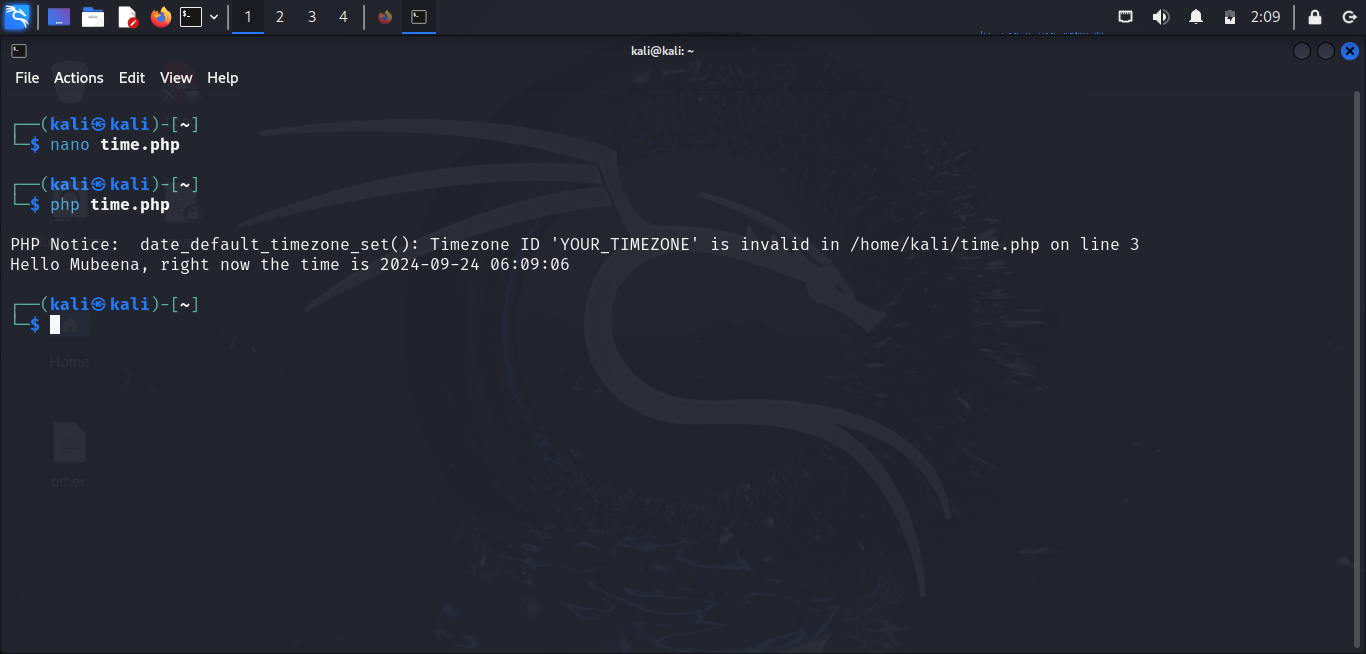 1 2 3 4 2:09
kali@kali: ~
File Actions Edit View Help
┌──(kali㉿kali)-[~]
└─$ nano time.php
┌──(kali㉿kali)-[~]
└─$ php time.php
PHP Notice:  date_default_timezone_set(): Timezone ID 'YOUR_TIMEZONE' is invalid in /home/kali/time.php on line 3
Hello Mubeena, right now the time is 2024-09-24 06:09:06
┌──(kali㉿kali)-[~]
└─$
Home
other